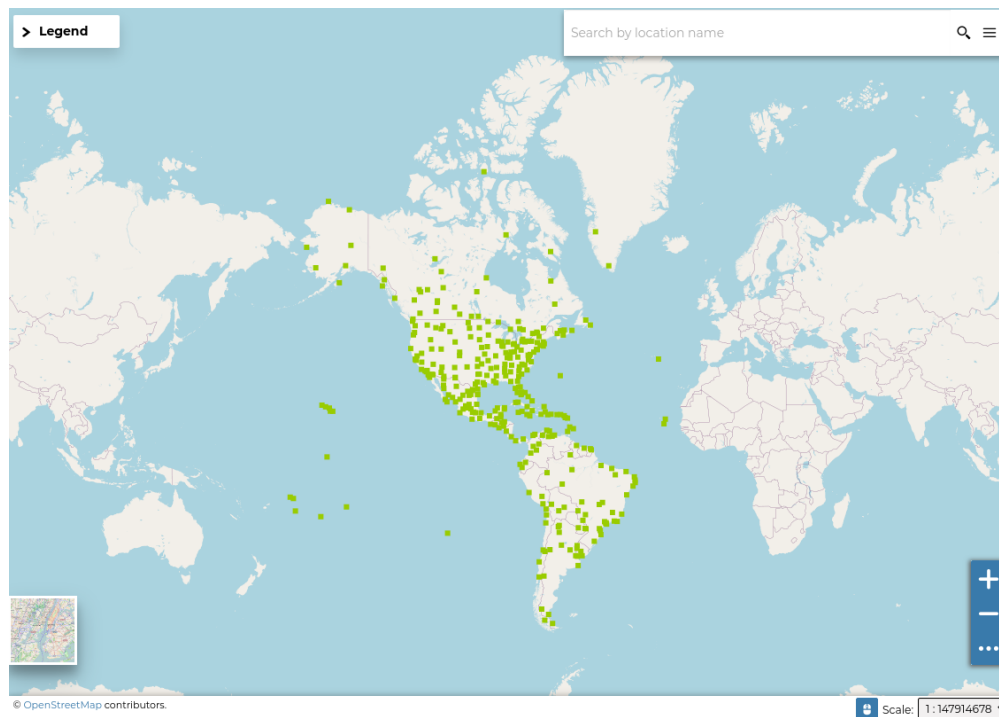 Legend
Search by location name
© OpenStreetMap contributors.
Scale: 1 : 147914678